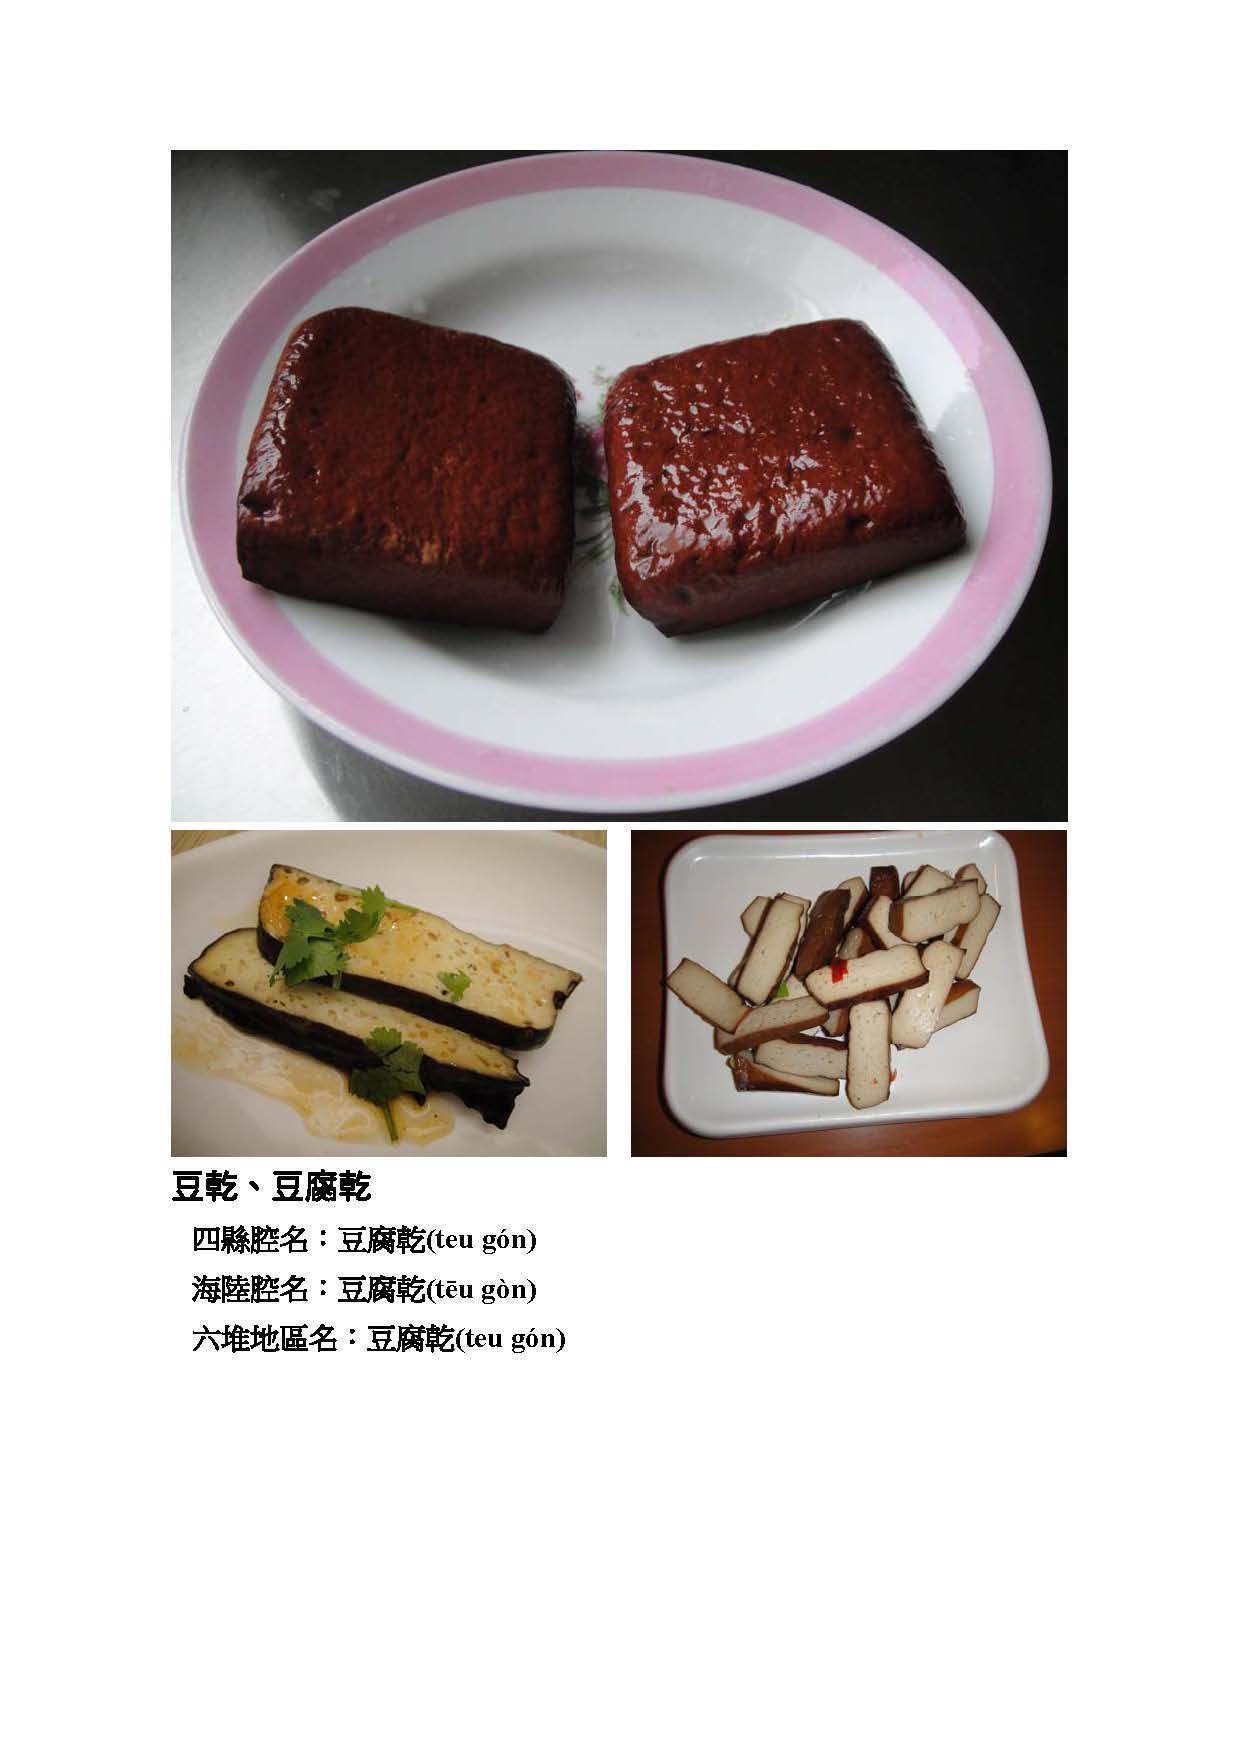 豆乾、豆腐乾
四縣腔名：豆腐乾(teu gón)
海陸腔名：豆腐乾(tēu gòn)
六堆地區名：豆腐乾(teu gón)